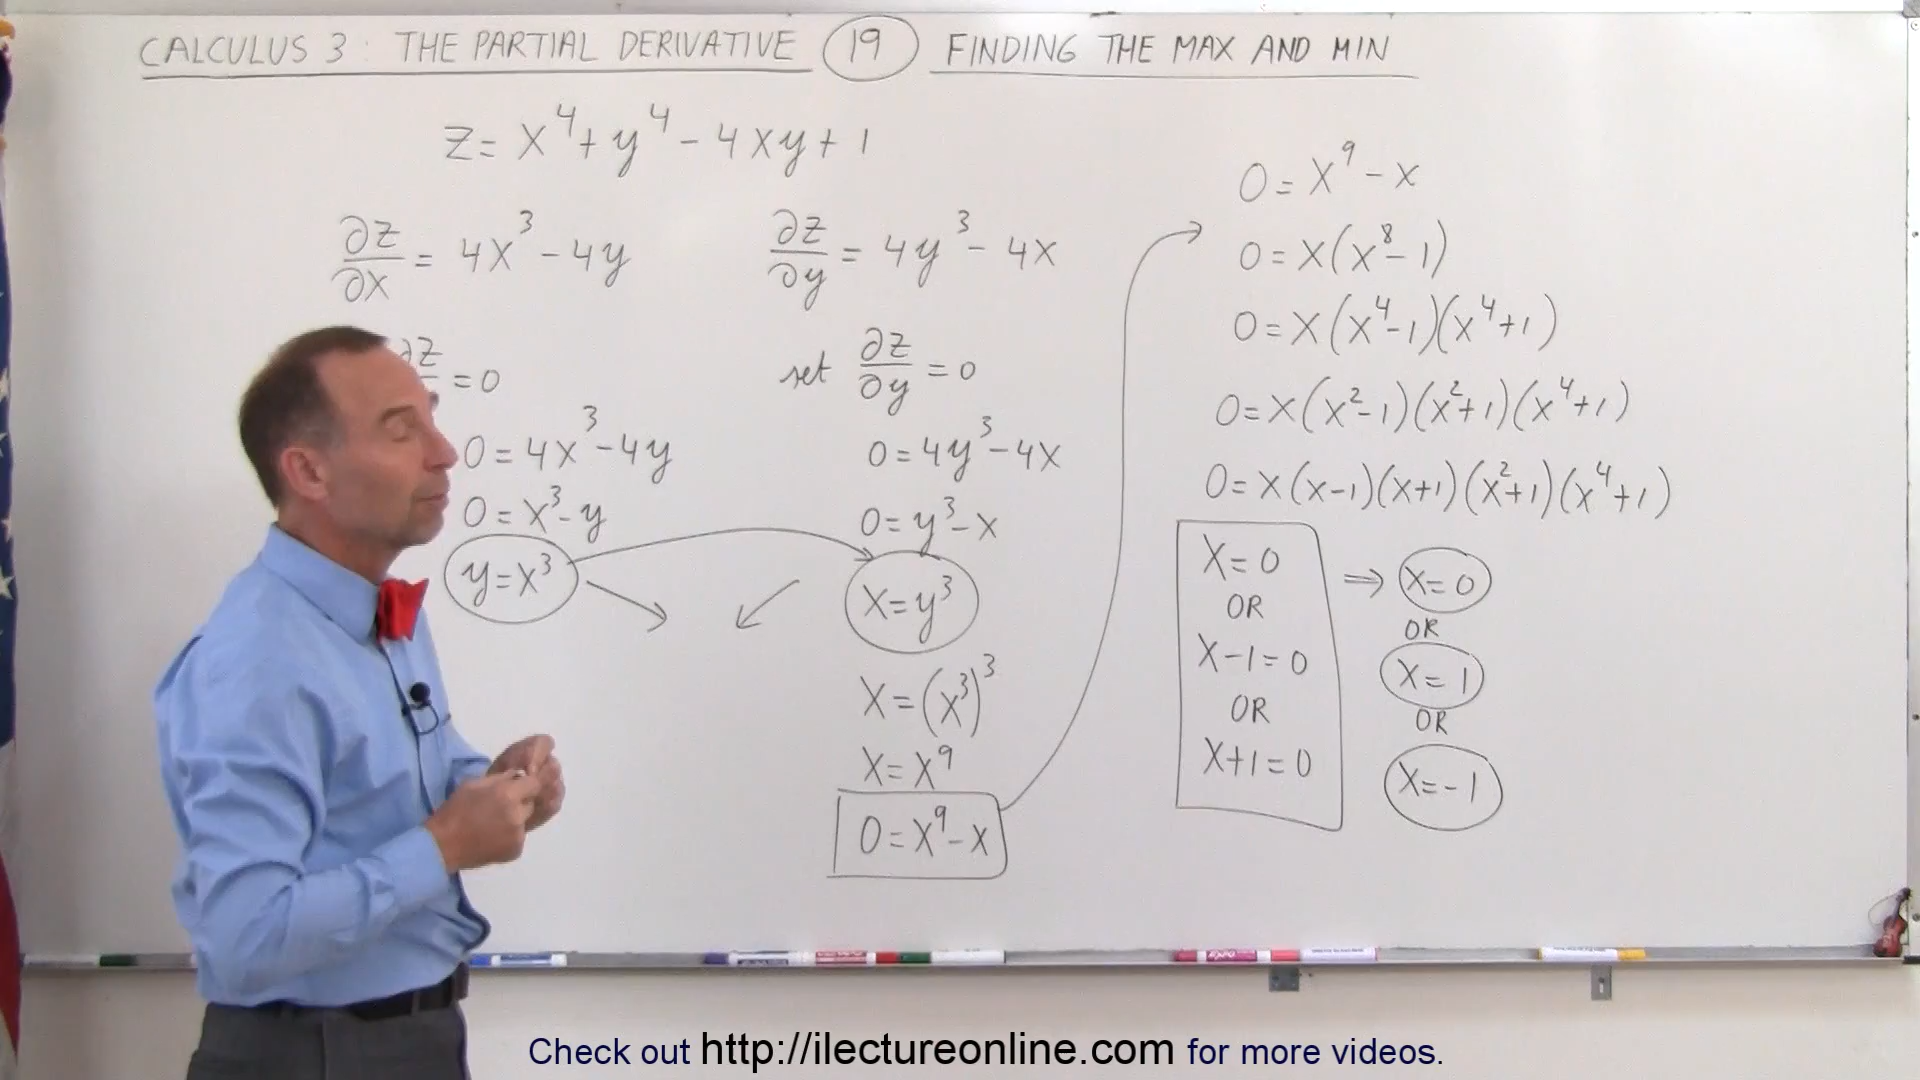 CALCULUS 3: THE PARTIAL DERIVATIVE 19 FINDING THE MAX AND MIN
z = x⁴ + y⁴ - 4xy + 1
∂z/∂x = 4x³ - 4y
∂z = 0
0 = 4x³ - 4y
0 = x³ - y
y = x³
∂z/∂y = 4y³ - 4x
set ∂z/∂y = 0
0 = 4y³ - 4x
0 = y³ - x
x = y³
x = (x³)³
x = x⁹
0 = x⁹ - x
0 = x⁹ - x
0 = x(x⁸ - 1)
0 = x(x⁴ - 1)(x⁴ + 1)
0 = x(x² - 1)(x² + 1)(x⁴ + 1)
0 = x(x - 1)(x + 1)(x² + 1)(x⁴ + 1)
x = 0
OR
x - 1 = 0
OR
x + 1 = 0
⇒ x = 0
OR
x = 1
OR
x = -1
Check out http://ilectureonline.com for more videos.